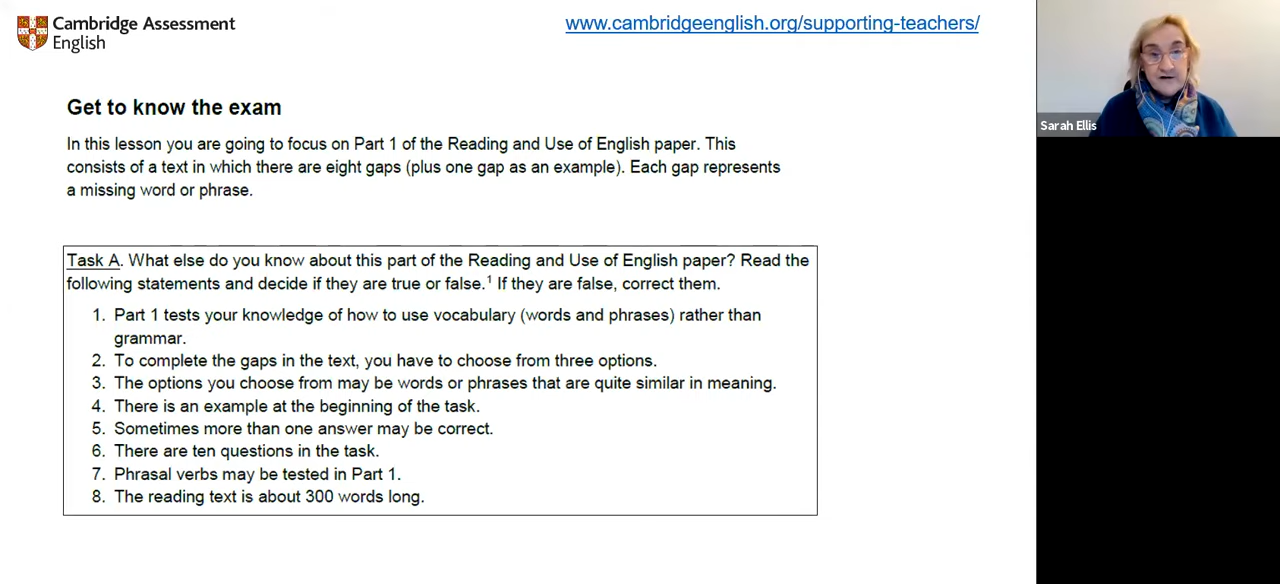 Cambridge Assessment
English
www.cambridgeenglish.org/supporting-teachers/
Sarah Ellis
Get to know the exam
In this lesson you are going to focus on Part 1 of the Reading and Use of English paper. This
consists of a text in which there are eight gaps (plus one gap as an example). Each gap represents
a missing word or phrase.
Task A. What else do you know about this part of the Reading and Use of English paper? Read the
following statements and decide if they are true or false.¹ If they are false, correct them.
1. Part 1 tests your knowledge of how to use vocabulary (words and phrases) rather than
grammar.
2. To complete the gaps in the text, you have to choose from three options.
3. The options you choose from may be words or phrases that are quite similar in meaning.
4. There is an example at the beginning of the task.
5. Sometimes more than one answer may be correct.
6. There are ten questions in the task.
7. Phrasal verbs may be tested in Part 1.
8. The reading text is about 300 words long.